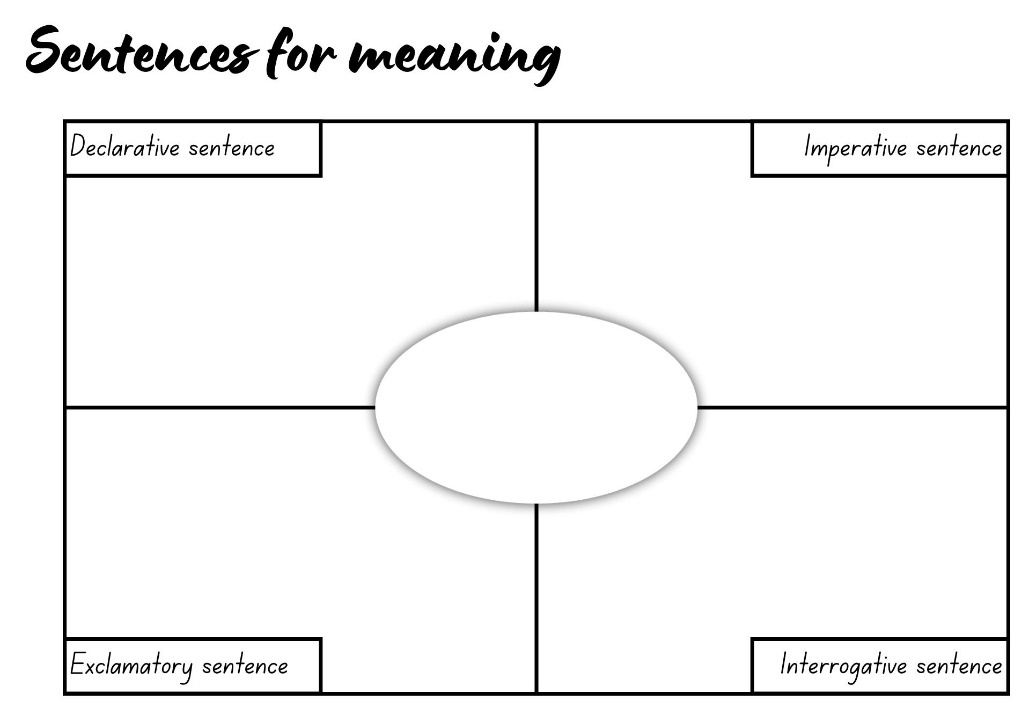 Sentences for meaning
Declarative sentence
Imperative sentence
Exclamatory sentence
Interrogative sentence